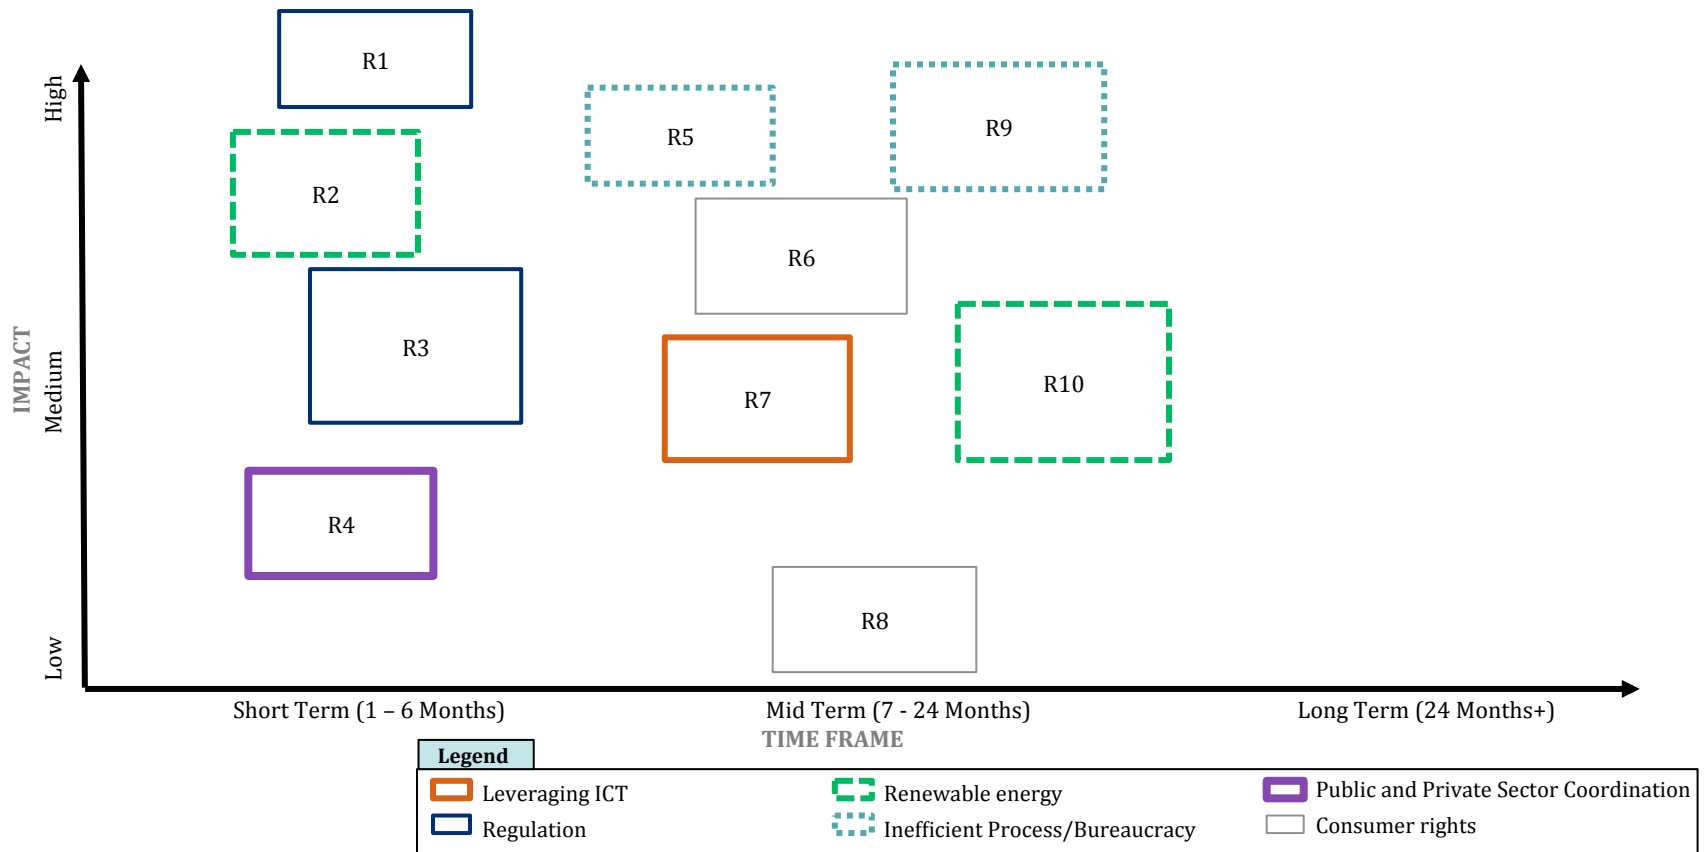 R1
High
R5
R9
R2
R6
R3
IMPACT
Medium
R7
R10
R4
R8
Low
Short Term (1 – 6 Months)
Mid Term (7 - 24 Months)
Long Term (24 Months+)
TIME FRAME
Legend
Leveraging ICT
Renewable energy
Public and Private Sector Coordination
Regulation
Inefficient Process/Bureaucracy
Consumer rights